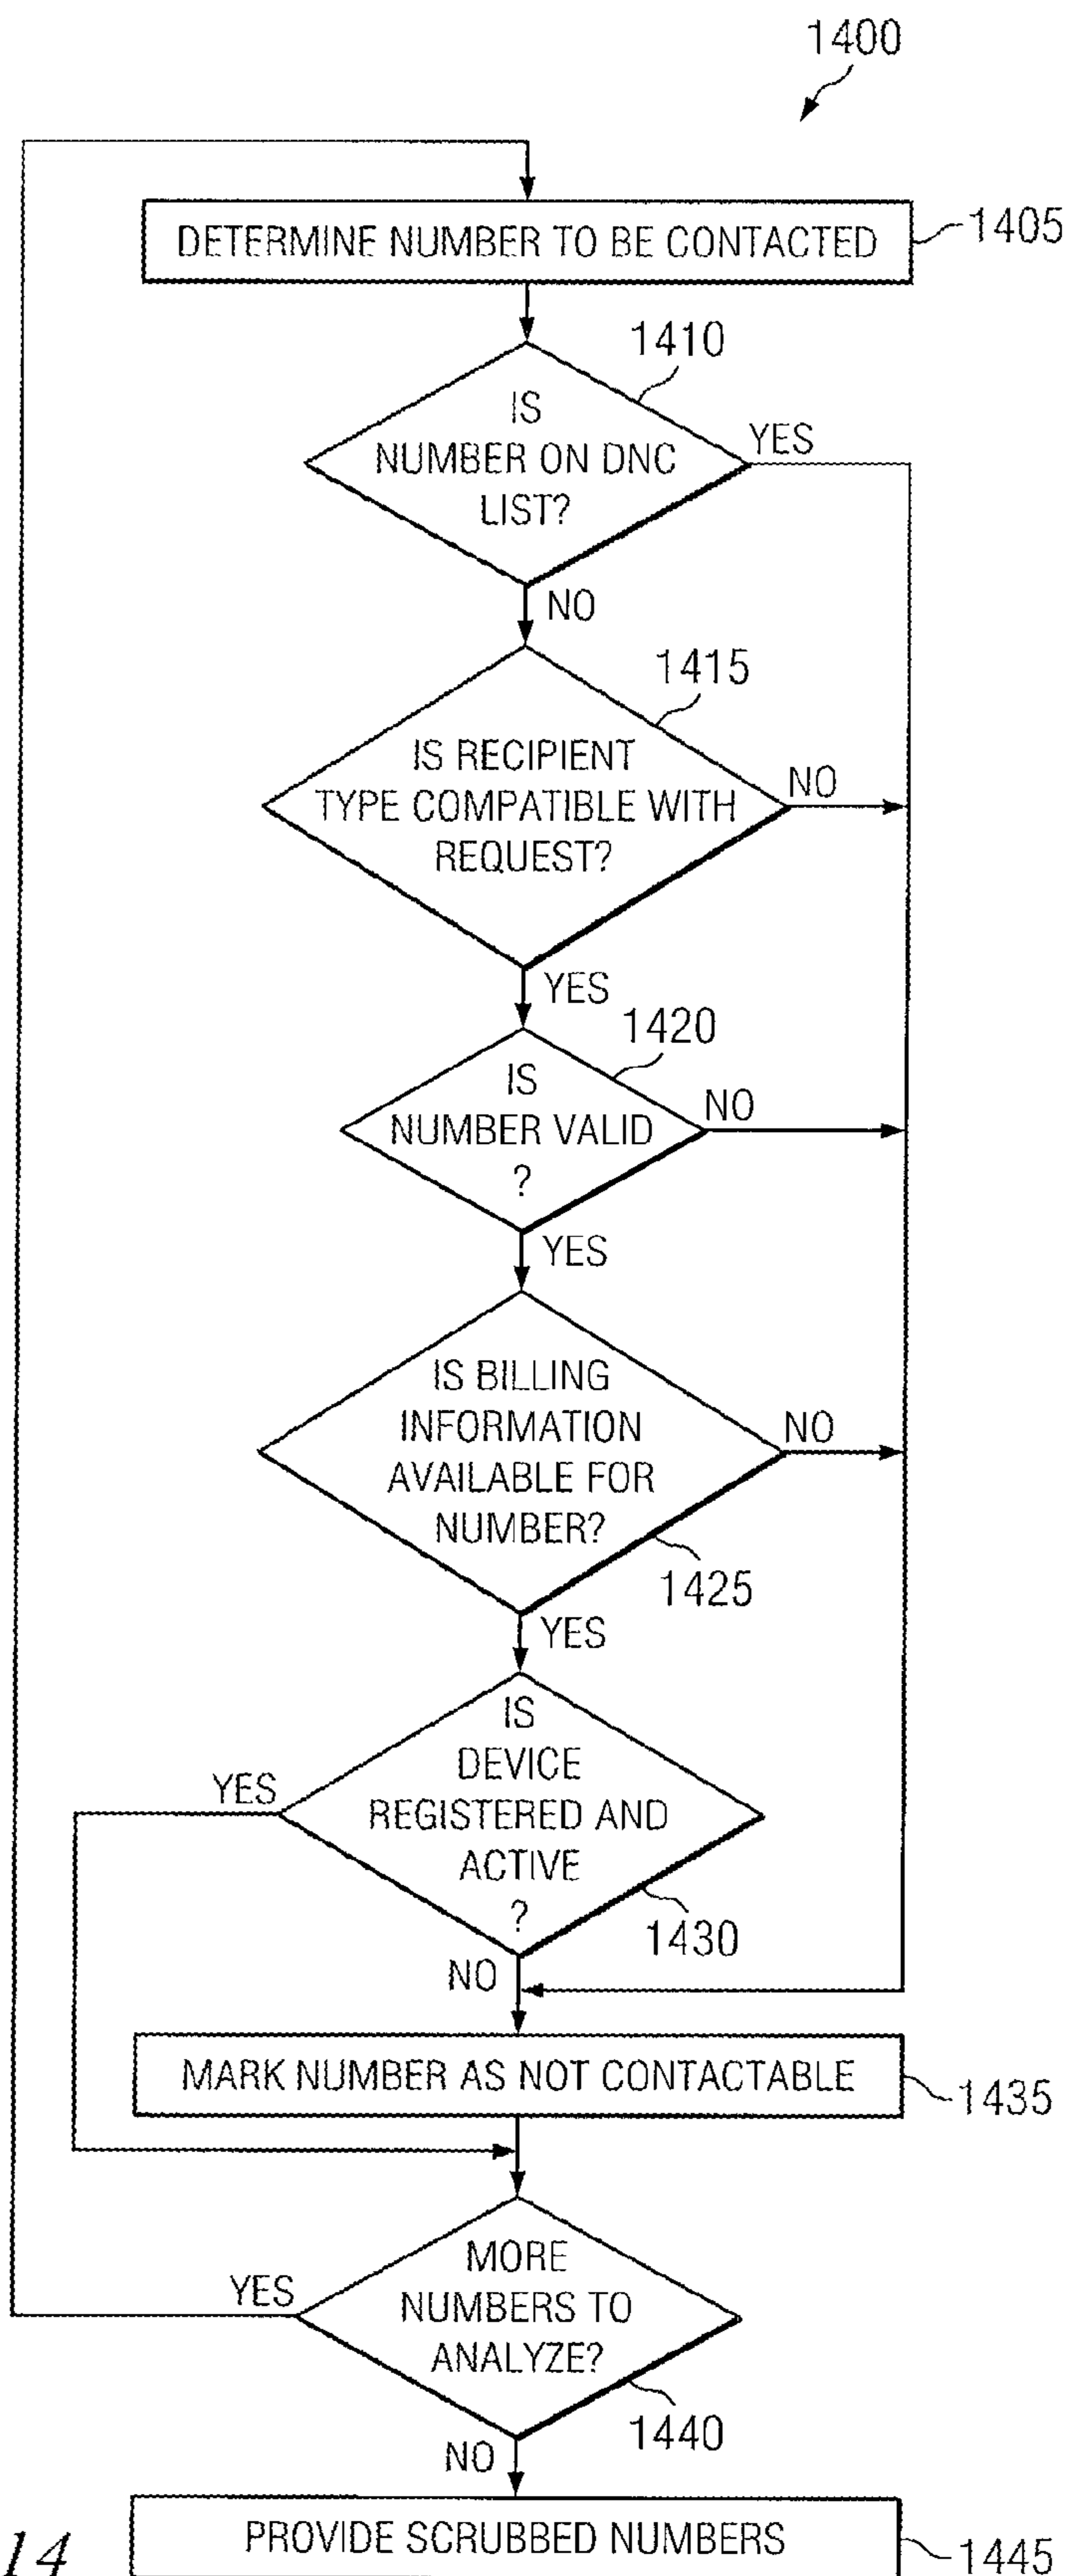 1400
DETERMINE NUMBER TO BE CONTACTED
1405
1410
IS
NUMBER ON DNC
LIST?
YES
NO
1415
IS RECIPIENT
TYPE COMPATIBLE WITH
REQUEST?
NO
YES
1420
IS
NUMBER VALID
?
NO
YES
IS BILLING
INFORMATION
AVAILABLE FOR
NUMBER?
NO
1425
YES
IS
DEVICE
REGISTERED AND
ACTIVE
?
YES
1430
NO
MARK NUMBER AS NOT CONTACTABLE
1435
MORE
NUMBERS TO
ANALYZE?
YES
1440
NO
14
PROVIDE SCRUBBED NUMBERS
1445